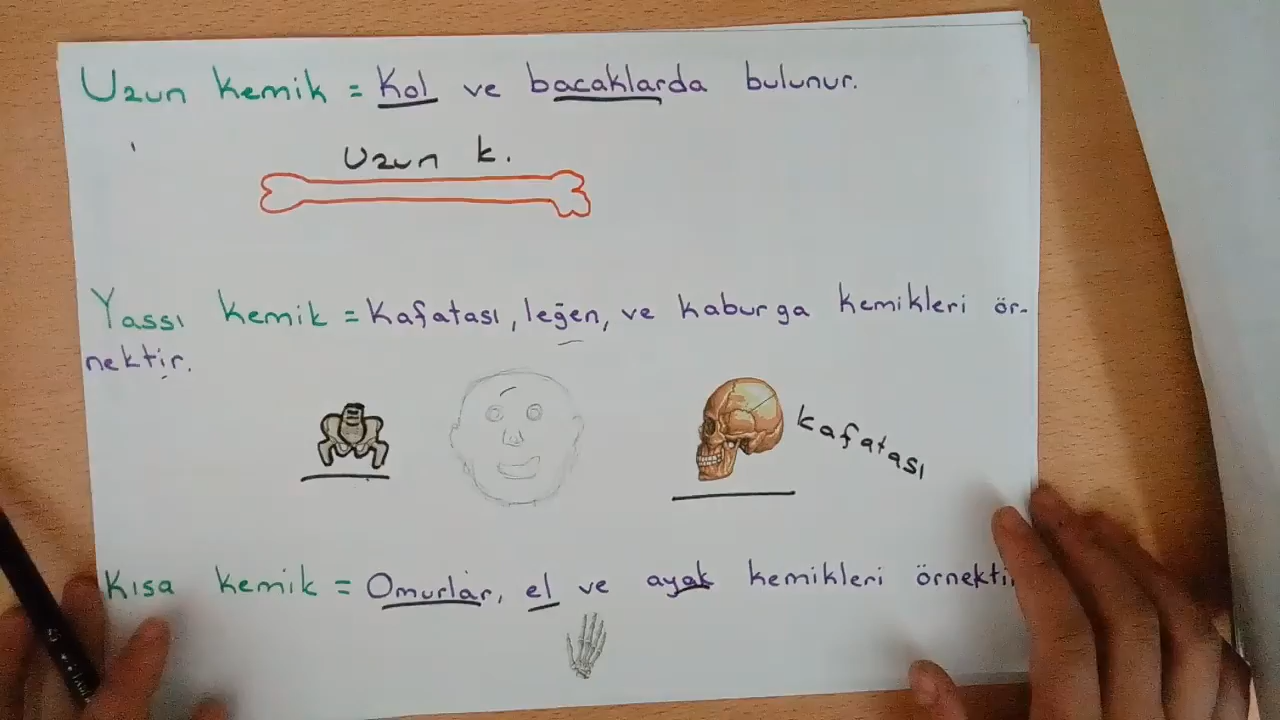 Uzun kemik = Kol ve bacaklarda bulunur.
Uzun k.
Yassı kemik = Kafatası, leğen, ve kaburga kemikleri ör-
nektir.
kafatası
Kısa kemik = Omurlar, el ve ayak kemikleri örnekti